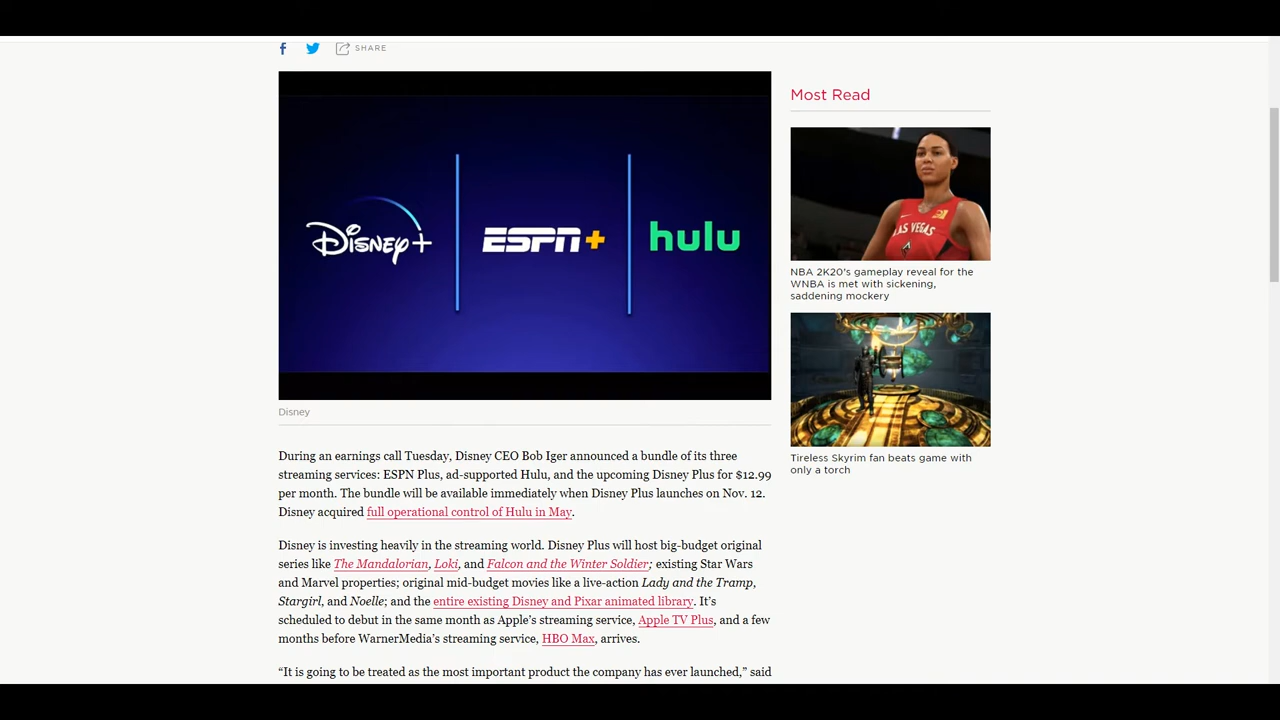 f
SHARE
Disney+
ESPN+
hulu
Disney
During an earnings call Tuesday, Disney CEO Bob Iger announced a bundle of its three
streaming services: ESPN Plus, ad-supported Hulu, and the upcoming Disney Plus for $12.99
per month. The bundle will be available immediately when Disney Plus launches on Nov. 12.
Disney acquired full operational control of Hulu in May.
Disney is investing heavily in the streaming world. Disney Plus will host big-budget original
series like The Mandalorian, Loki, and Falcon and the Winter Soldier; existing Star Wars
and Marvel properties; original mid-budget movies like a live-action Lady and the Tramp,
Stargirl, and Noelle; and the entire existing Disney and Pixar animated library. It’s
scheduled to debut in the same month as Apple’s streaming service, Apple TV Plus, and a few
months before WarnerMedia’s streaming service, HBO Max, arrives.
“It is going to be treated as the most important product the company has ever launched,” said
Most Read
LAS VEGAS
NBA 2K20's gameplay reveal for the
WNBA is met with sickening,
saddening mockery
Tireless Skyrim fan beats game with
only a torch